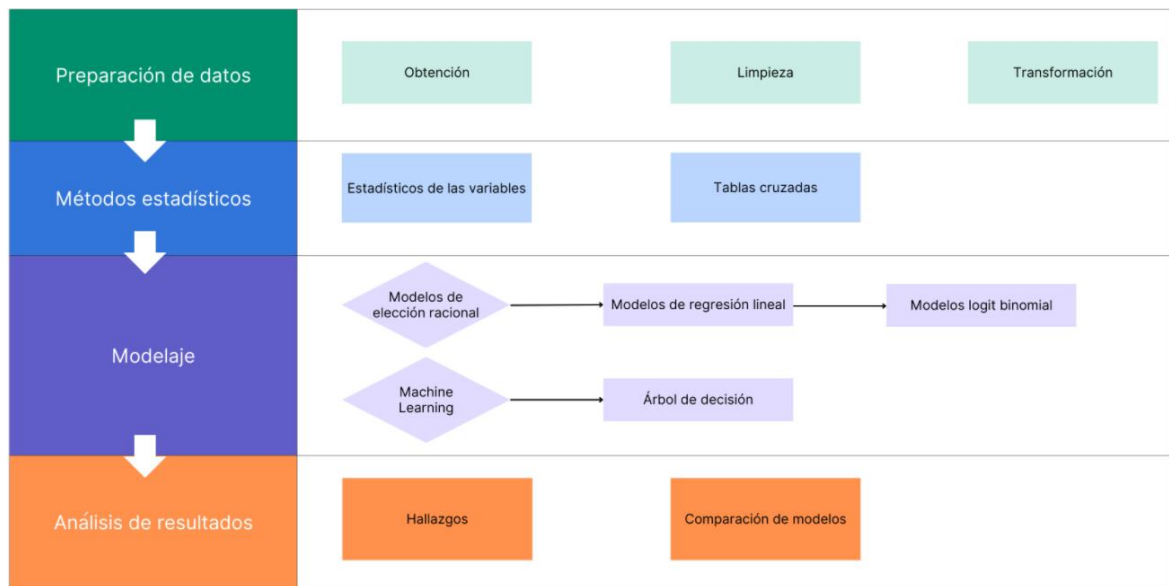 Preparación de datos
Obtención
Limpieza
Transformación
Métodos estadísticos
Estadísticos de las variables
Tablas cruzadas
Modelaje
Modelos de
elección racional
Modelos de regresión lineal
Modelos logit binomial
Machine
Learning
Árbol de decisión
Análisis de resultados
Hallazgos
Comparación de modelos